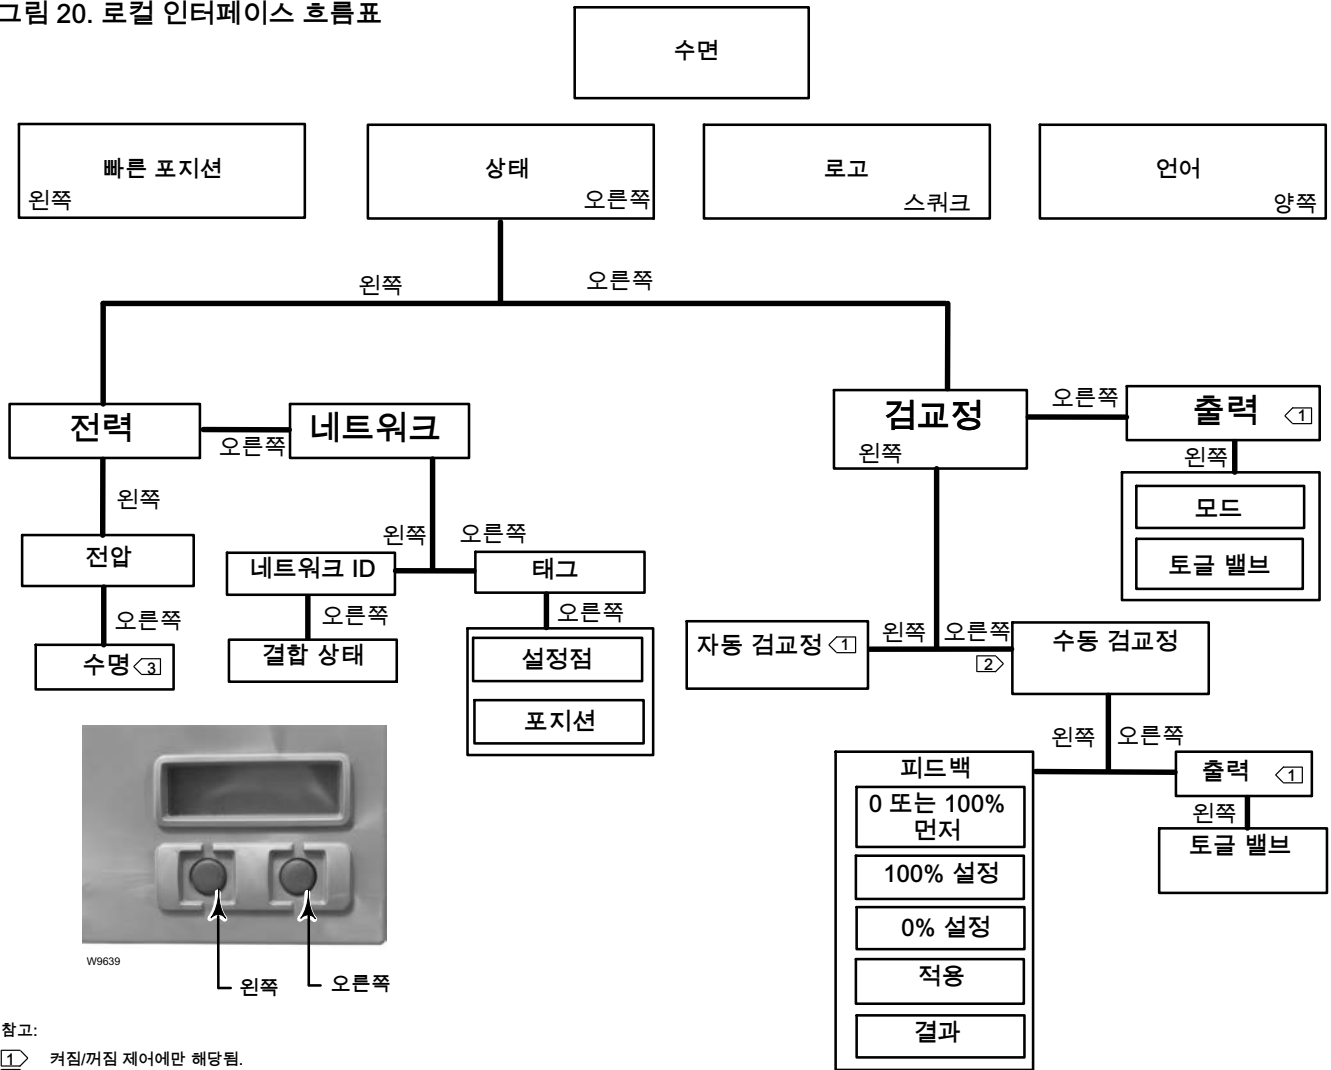 그림 20. 로컬 인터페이스 흐름표
수면
빠른 포지션
왼쪽
상태
오른쪽
로고
스쿼크
언어
양쪽
왼쪽
오른쪽
전력
오른쪽
네트워크
검교정
왼쪽
오른쪽
출력 1
왼쪽
모드
토글 밸브
왼쪽
전압
오른쪽
수명 3
왼쪽
오른쪽
네트워크 ID
태그
오른쪽
결합 상태
오른쪽
설정점
포지션
자동 검교정 1
왼쪽
오른쪽
2
수동 검교정
왼쪽
오른쪽
피드백
0 또는 100%
먼저
100% 설정
0% 설정
적용
결과
출력 1
왼쪽
토글 밸브
W9639
왼쪽
오른쪽
참고:
1 켜짐/꺼짐 제어에만 해당됨.